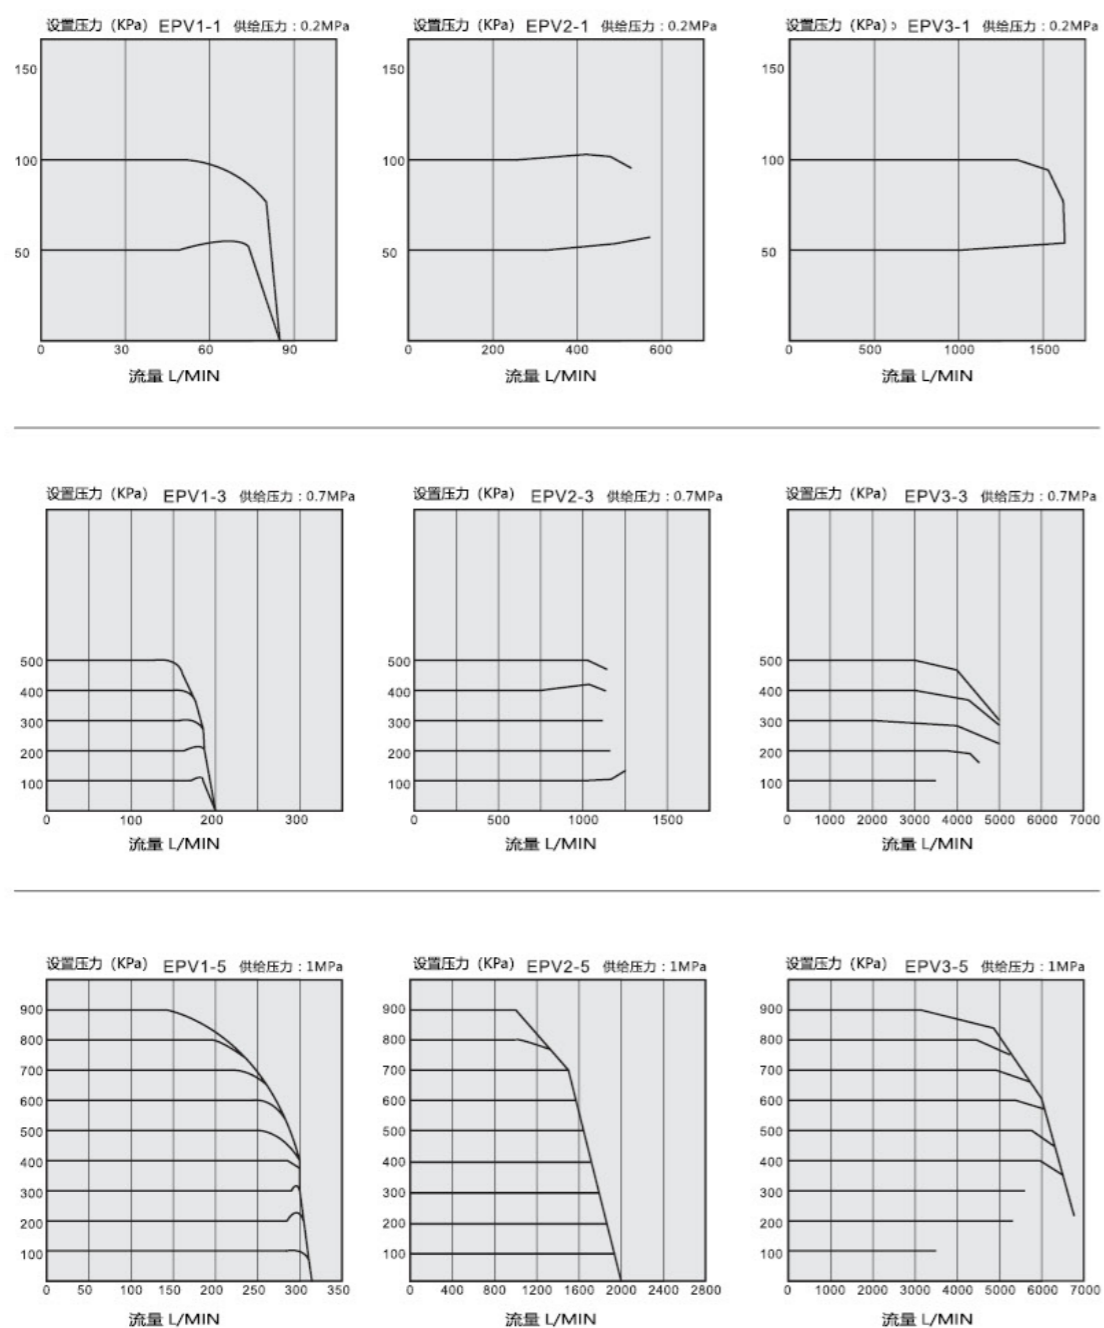 设置压力（KPa） EPV1-1 供给压力：0.2MPa
150
100
50
0 30 60 90
流量 L/MIN
设置压力（KPa） EPV2-1 供给压力：0.2MPa
150
100
50
0 200 400 600
流量 L/MIN
设置压力（KPa） EPV3-1 供给压力：0.2MPa
150
100
50
0 500 1000 1500
流量 L/MIN
设置压力（KPa） EPV1-3 供给压力：0.7MPa
500
400
300
200
100
0 100 200 300
流量 L/MIN
设置压力（KPa） EPV2-3 供给压力：0.7MPa
500
400
300
200
100
0 500 1000 1500
流量 L/MIN
设置压力（KPa） EPV3-3 供给压力：0.7MPa
500
400
300
200
100
0 1000 2000 3000 4000 5000 6000 7000
流量 L/MIN
设置压力（KPa） EPV1-5 供给压力：1MPa
900
800
700
600
500
400
300
200
100
0 50 100 150 200 250 300 350
流量 L/MIN
设置压力（KPa） EPV2-5 供给压力：1MPa
900
800
700
600
500
400
300
200
100
0 400 800 1200 1600 2000 2400 2800
流量 L/MIN
设置压力（KPa） EPV3-5 供给压力：1MPa
900
800
700
600
500
400
300
200
100
0 1000 2000 3000 4000 5000 6000 7000
流量 L/MIN